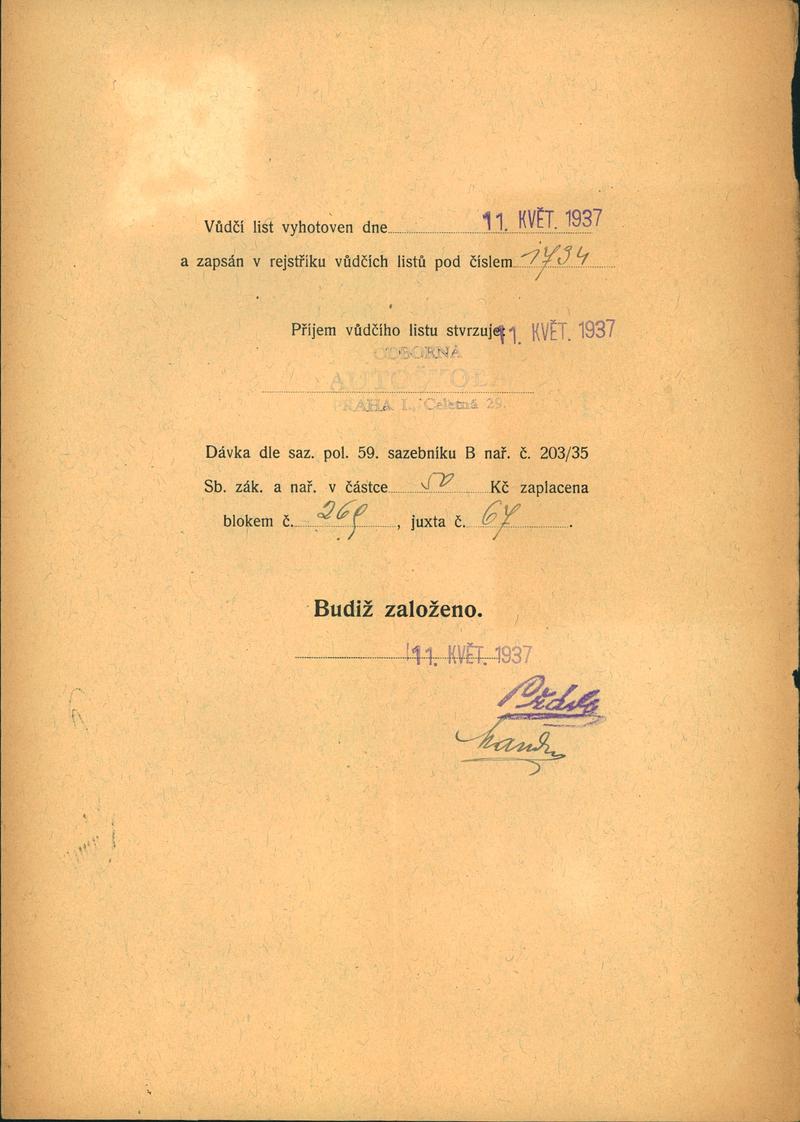 Vůdčí list vyhotoven dne 11. KVĚT. 1937
a zapsán v rejstříku vůdčích listů pod číslem 1734
Příjem vůdčího listu stvrzuje: 11. KVĚT. 1937
ODBORNÁ
AUTOŠKOLA
PRAHA I., Celetná 29.
Dávka dle saz. pol. 59. sazebníku B nař. č. 203/35
Sb. zák. a nař. v částce 50 Kč zaplacena
blokem č. 269, juxta č. 67.
Budiž založeno.
11. KVĚT. 1937